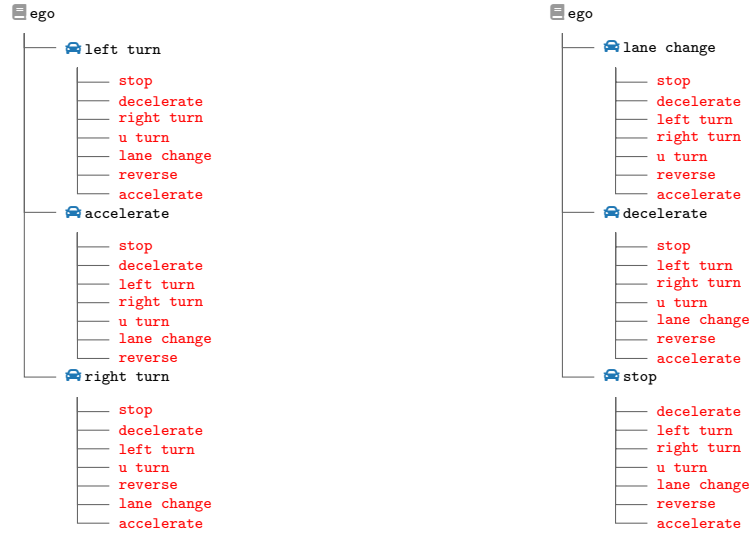 ego
left turn
stop
decelerate
right turn
u turn
lane change
reverse
accelerate
accelerate
stop
decelerate
left turn
right turn
u turn
lane change
reverse
right turn
stop
decelerate
left turn
u turn
reverse
lane change
accelerate
ego
lane change
stop
decelerate
left turn
right turn
u turn
reverse
accelerate
decelerate
stop
left turn
right turn
u turn
lane change
reverse
accelerate
stop
decelerate
left turn
right turn
u turn
lane change
reverse
accelerate